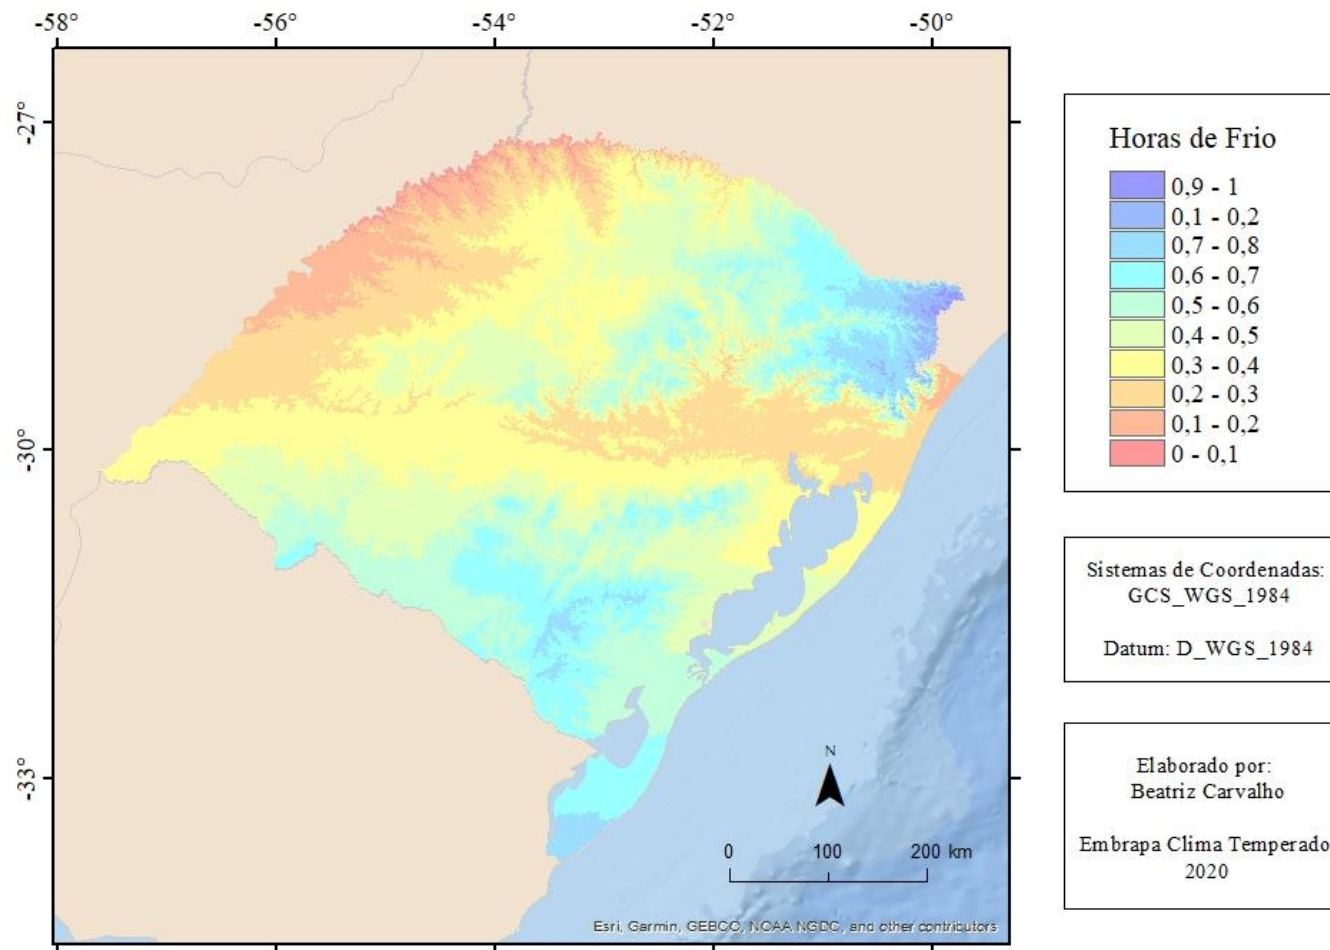 -58°
-56°
-54°
-52°
-50°
-27°
-30°
-33°
Horas de Frio
0,9 - 1
0,1 - 0,2
0,7 - 0,8
0,6 - 0,7
0,5 - 0,6
0,4 - 0,5
0,3 - 0,4
0,2 - 0,3
0,1 - 0,2
0 - 0,1
Sistemas de Coordenadas:
GCS_WGS_1984
Datum: D_WGS_1984
Elaborado por:
Beatriz Carvalho
Embrapa Clima Temperado
2020
N
0 100 200 km
Esri, Garmin, GEBCO, NOAA NGDC, and other contributors